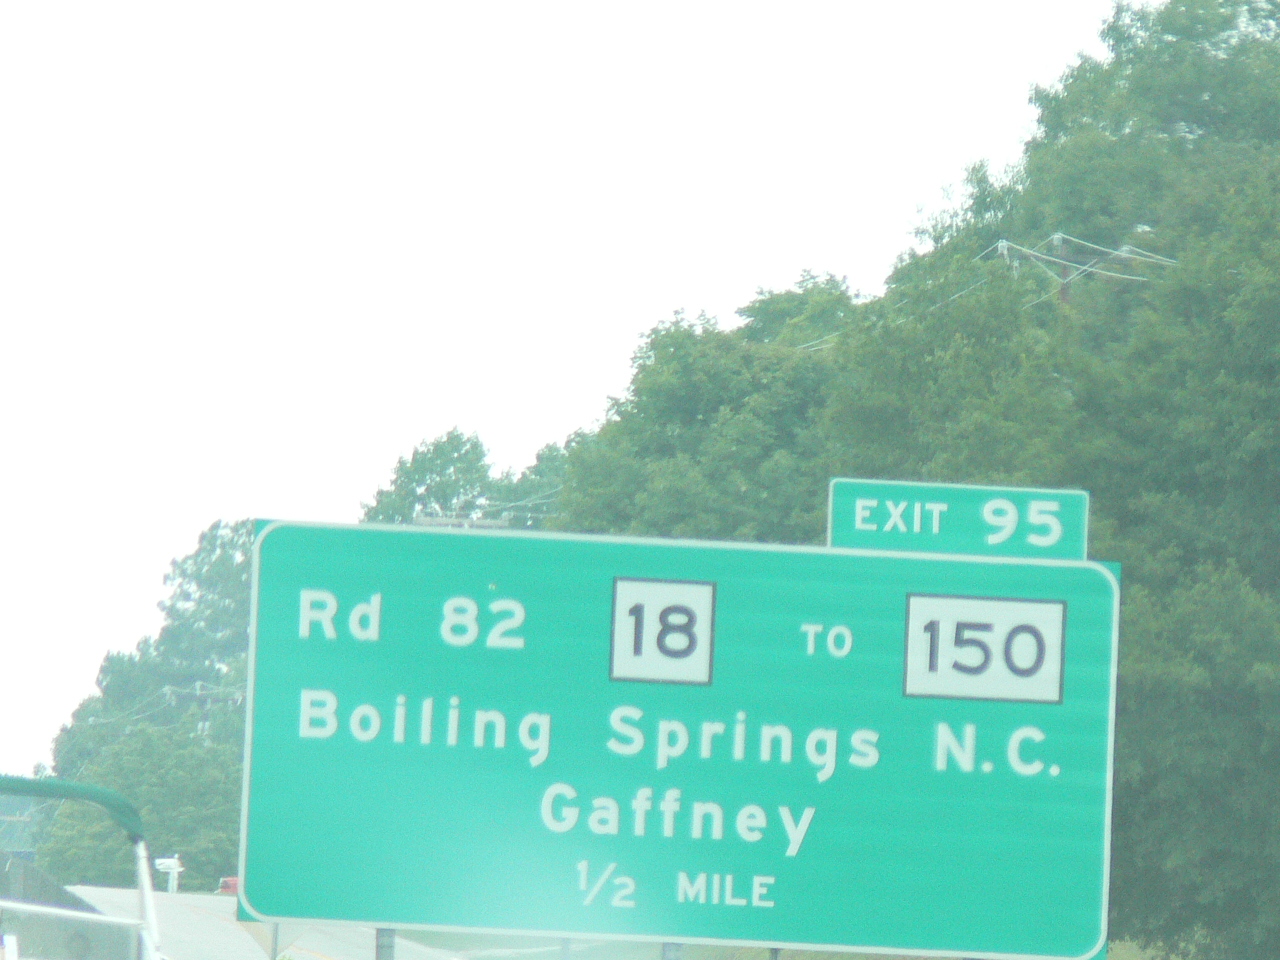 EXIT 95
Rd 82 18 TO 150
Boiling Springs N.C.
Gaffney
1/2 MILE